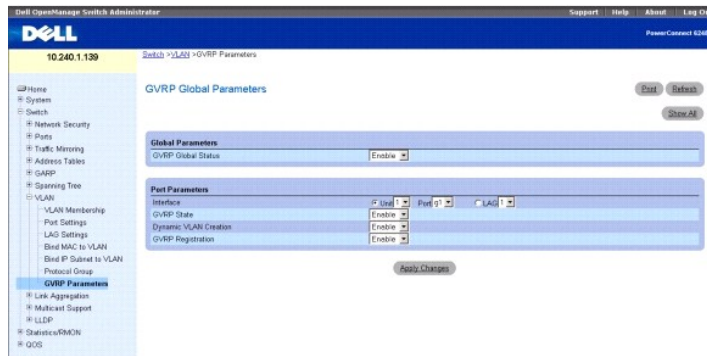 Dell OpenManage Switch Administrator
Support Help About Log O
DELL
PowerConnect 6248
10.240.1.139
Switch >VLAN >GVRP Parameters
Home
System
Switch
Network Security
Ports
Traffic Mirroring
Address Tables
GARP
Spanning Tree
VLAN
VLAN Membership
Port Settings
LAG Settings
Bind MAC to VLAN
Bind IP Subnet to VLAN
Protocol Group
GVRP Parameters
Link Aggregation
Multicast Support
LLDP
Statistics/RMON
QOS
GVRP Global Parameters
Print Refresh
Show All
Global Parameters
GVRP Global Status Enable
Port Parameters
Interface Unit 1 Port g1 LAG 1
GVRP State Enable
Dynamic VLAN Creation Enable
GVRP Registration Enable
Apply Changes